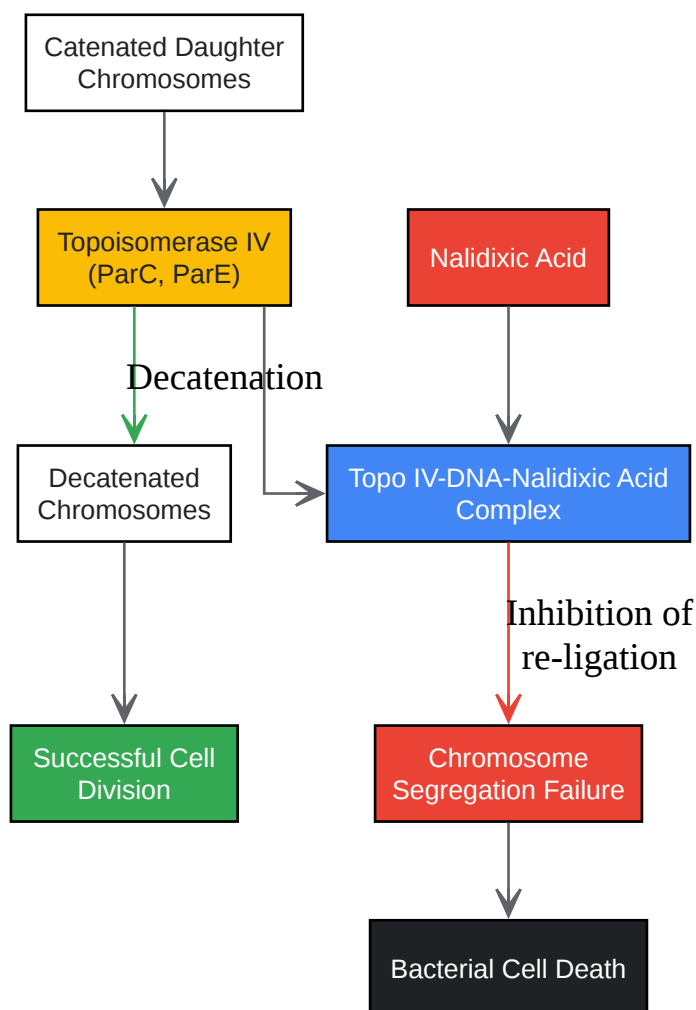 Catenated Daughter
Chromosomes
Topoisomerase IV
(ParC, ParE)
Nalidixic Acid
Decatenation
Decatenated
Chromosomes
Topo IV-DNA-Nalidixic Acid
Complex
Inhibition of
re-ligation
Successful Cell
Division
Chromosome
Segregation Failure
Bacterial Cell Death